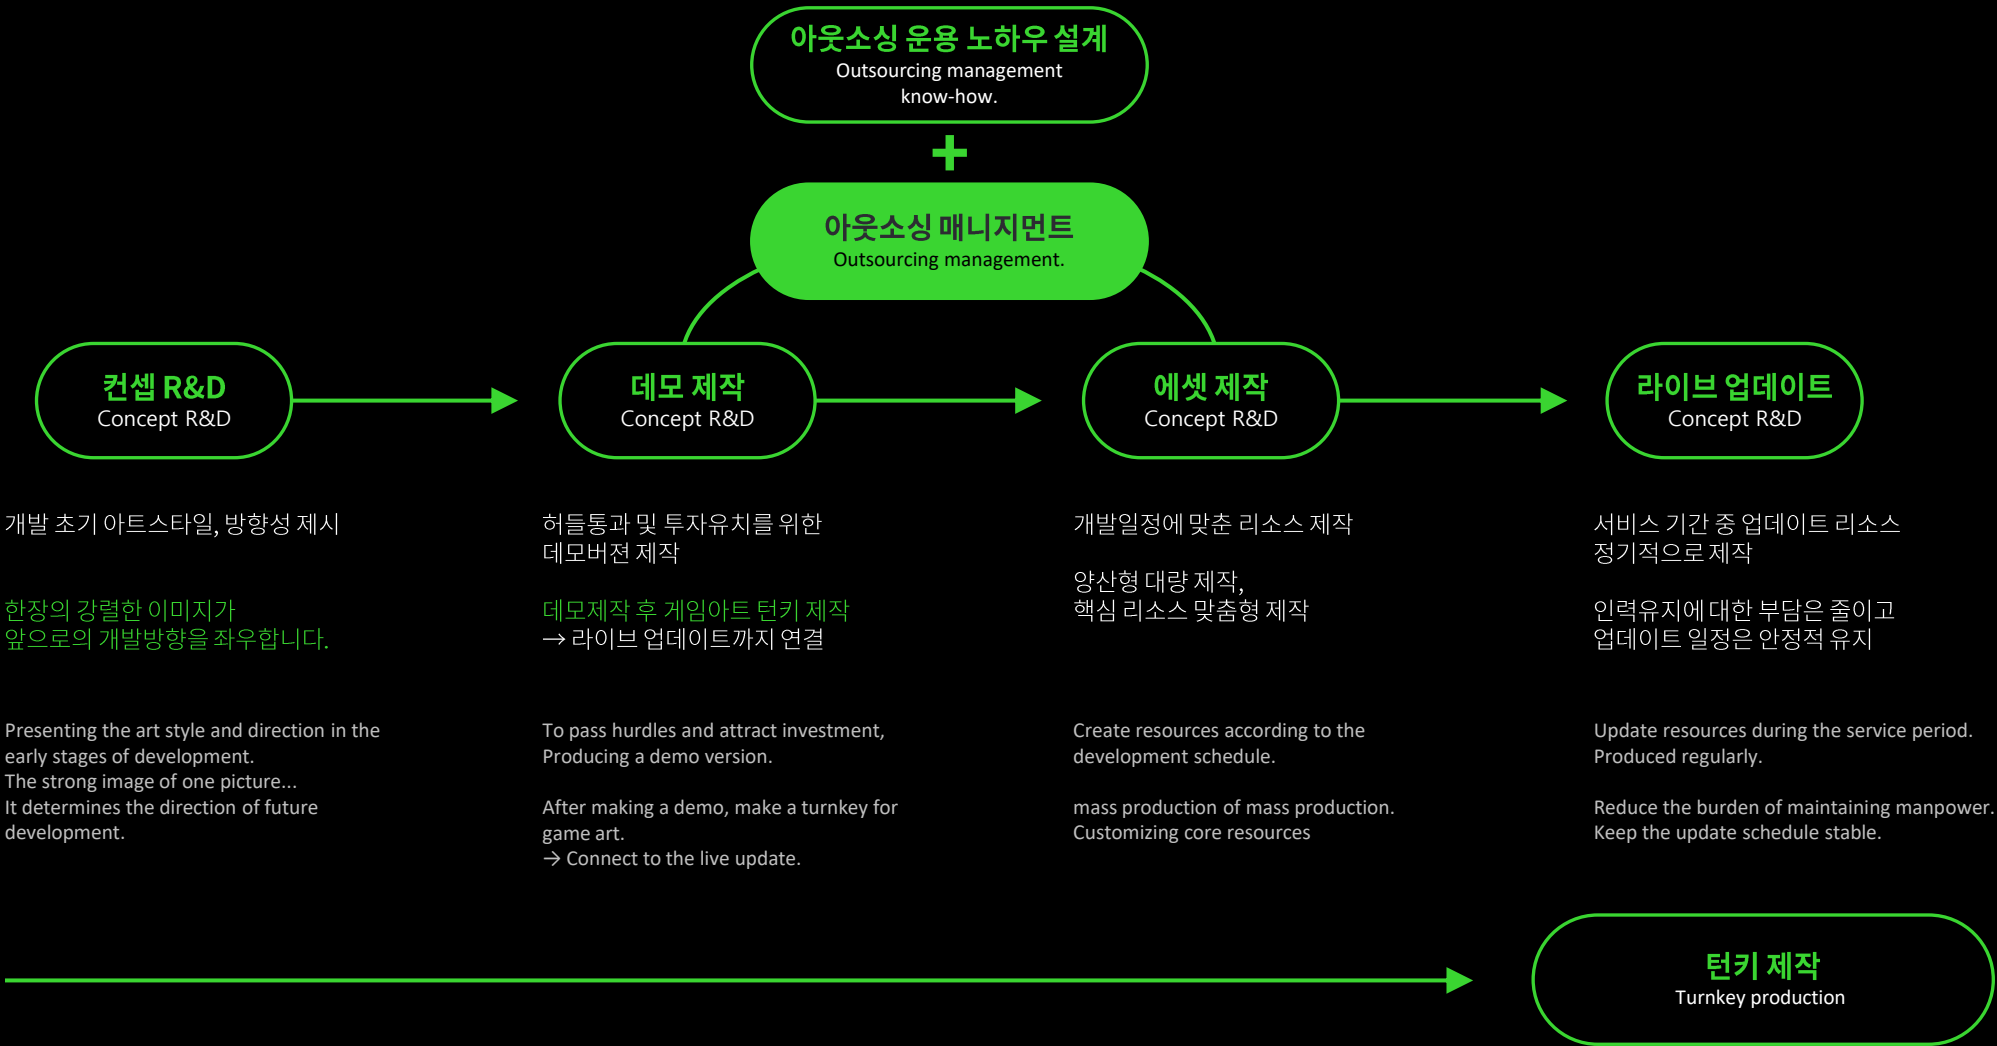 아웃소싱 운용 노하우 설계
Outsourcing management
know-how.
아웃소싱 매니지먼트
Outsourcing management.
컨셉 R&D
Concept R&D
데모 제작
Concept R&D
에셋 제작
Concept R&D
라이브 업데이트
Concept R&D
개발 초기 아트스타일, 방향성 제시
한장의 강렬한 이미지가
앞으로의 개발방향을 좌우합니다.
허들통과 및 투자유치를 위한
데모버젼 제작
데모제작 후 게임아트 턴키 제작
→ 라이브 업데이트까지 연결
개발일정에 맞춘 리소스 제작
양산형 대량 제작,
핵심 리소스 맞춤형 제작
서비스 기간 중 업데이트 리소스
정기적으로 제작
인력유지에 대한 부담은 줄이고
업데이트 일정은 안정적 유지
Presenting the art style and direction in the
early stages of development.
The strong image of one picture...
It determines the direction of future
development.
To pass hurdles and attract investment,
Producing a demo version.
After making a demo, make a turnkey for
game art.
→ Connect to the live update.
Create resources according to the
development schedule.
mass production of mass production.
Customizing core resources
Update resources during the service period.
Produced regularly.
Reduce the burden of maintaining manpower.
Keep the update schedule stable.
턴키 제작
Turnkey production